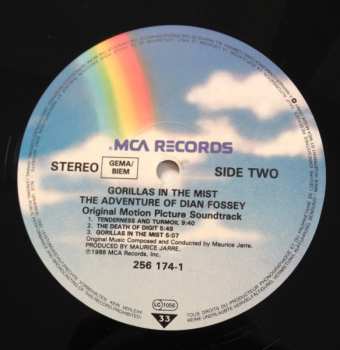 MCA RECORDS
STEREO
GEMA/
BIEM
SIDE TWO
GORILLAS IN THE MIST
THE ADVENTURE OF DIAN FOSSEY
Original Motion Picture Soundtrack
1. TENDERNESS AND TURMOIL 9:40
2. THE DEATH OF DIGIT 5:49
3. GORILLAS IN THE MIST 5:07
Original Music Composed and Conducted by Maurice Jarre.
PRODUCED BY MAURICE JARRE.
©1988 MCA Records, Inc.
256 174-1
LC 1056
33